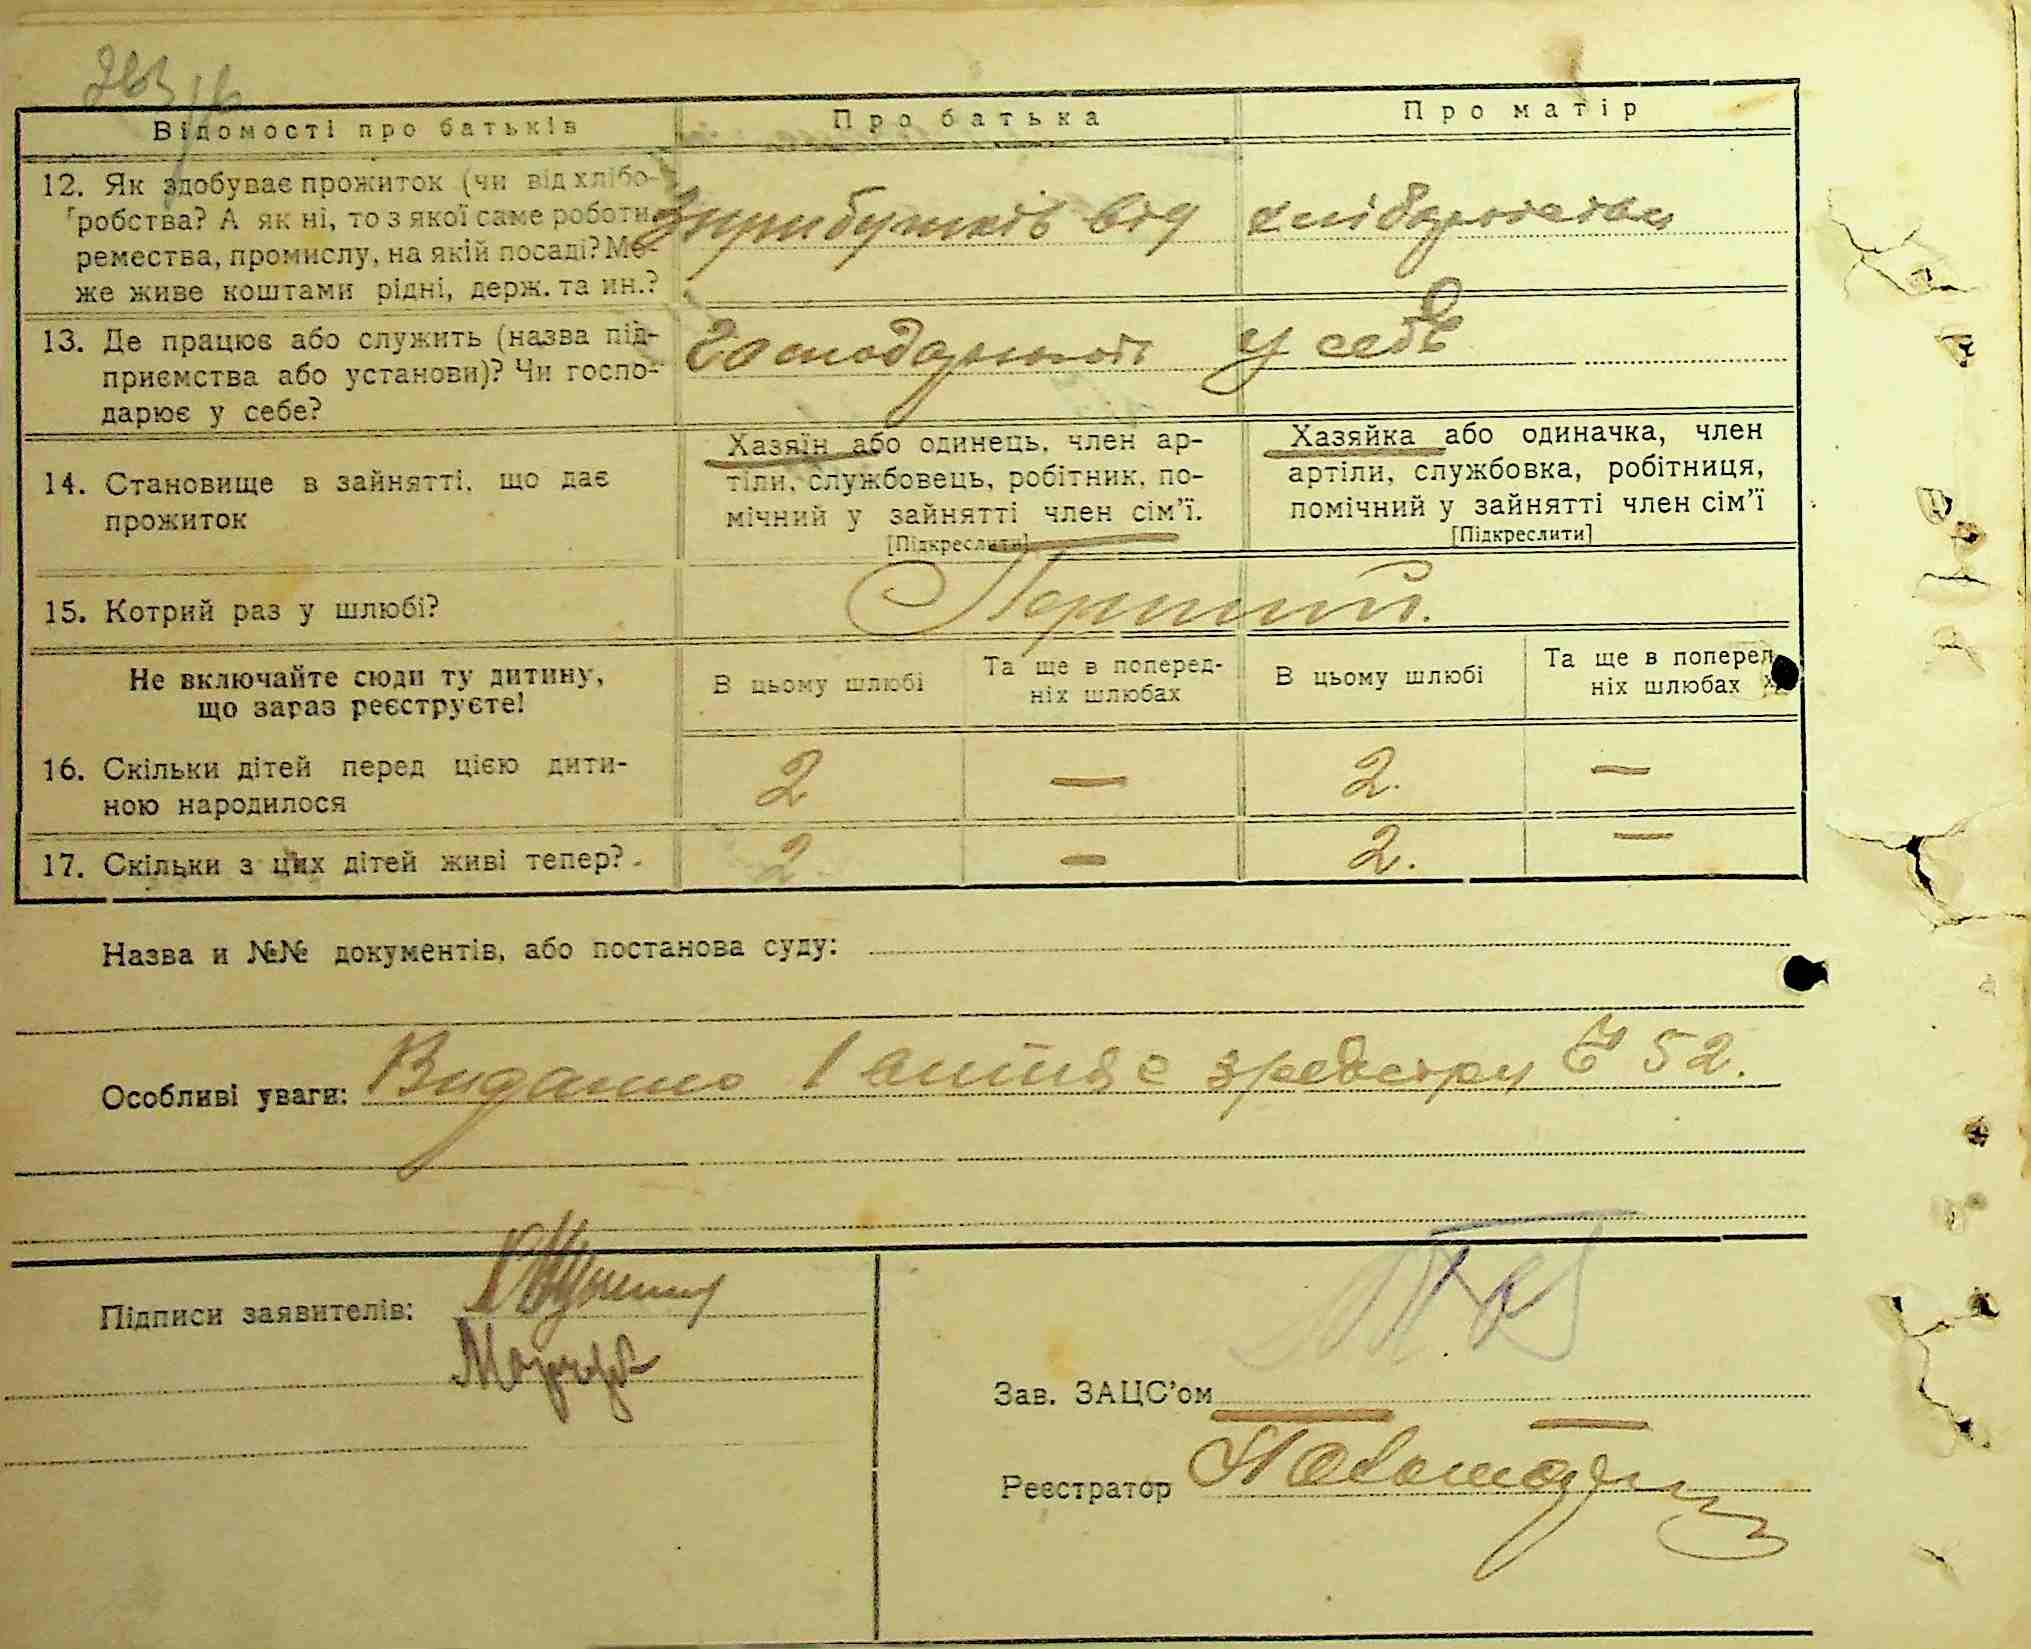 Відомості про батьків
Про батька
Про матір
12. Як здобуває прожиток (чи від хлібо-
робства? А як ні, то з якої саме роботи
ремества, промислу, на якій посаді? Мо-
же живе коштами рідні, держ. та ин.?
З прибутків від хліборобства
13. Де працює або служить (назва під-
приємства або установи)? Чи госпо-
дарює у себе?
у себе
14. Становище в зайнятті, що дає
прожиток
Хазяїн або одинець, член ар-
тіли, службовець, робітник, по-
мічний у зайнятті член сім'ї.
[Підкреслити]
Хазяйка або одиначка, член
артіли, службовка, робітниця,
помічний у зайнятті член сім'ї
[Підкреслити]
15. Котрий раз у шлюбі?
Перший.
Не включайте сюди ту дитину,
що зараз реєструєте!
В цьому шлюбі
Та ще в поперед-
ніх шлюбах
В цьому шлюбі
Та ще в поперед
ніх шлюбах
16. Скільки дітей перед цією дити-
ною народилося
2 — 2. —
17. Скільки з цих дітей живі тепер?
2. — 2. —
Назва и №№ документів, або постанова суду:
Особливі уваги: Видано 1 52.
Підписи заявителів:
Зав. ЗАЦС'ом
Реєстратор